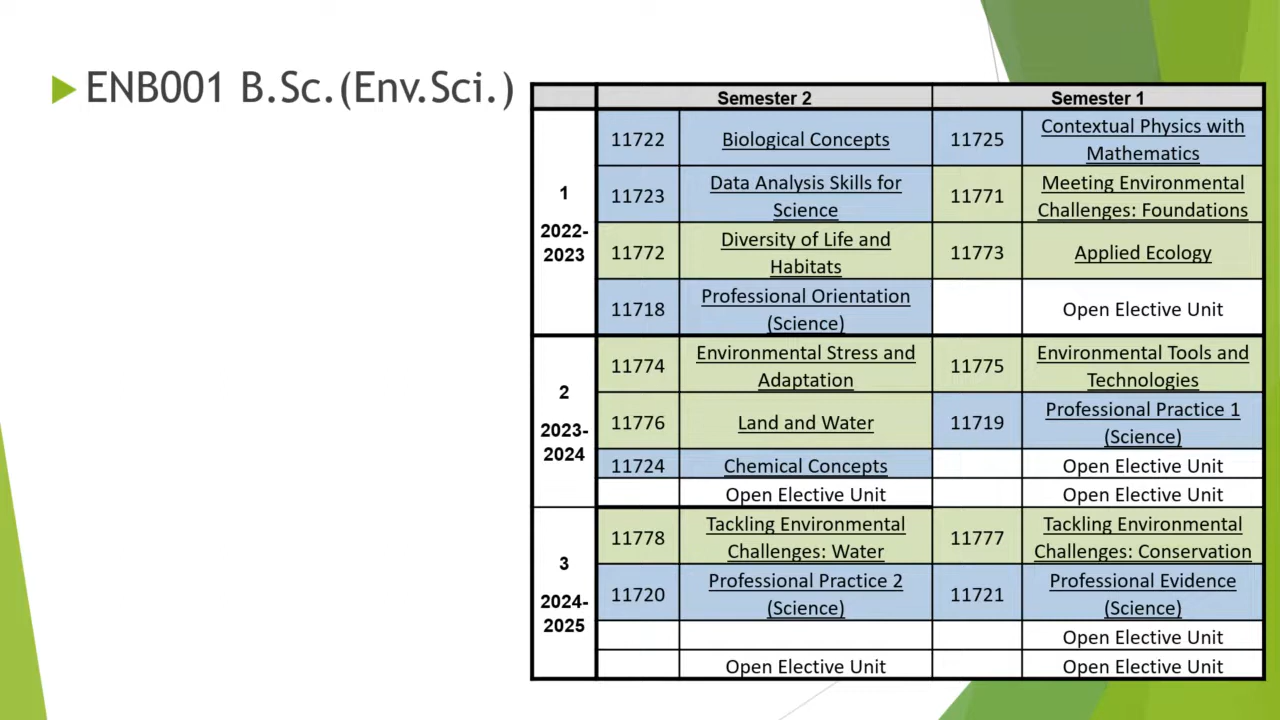 ENB001 B.Sc.(Env.Sci.)
Semester 2 Semester 1
1
2022-
2023
11722 Biological Concepts 11725 Contextual Physics with
Mathematics
11723 Data Analysis Skills for
Science
11771 Meeting Environmental
Challenges: Foundations
11772 Diversity of Life and
Habitats
11773 Applied Ecology
11718 Professional Orientation
(Science)
Open Elective Unit
2
2023-
2024
11774 Environmental Stress and
Adaptation
11775 Environmental Tools and
Technologies
11776 Land and Water
11719 Professional Practice 1
(Science)
11724 Chemical Concepts Open Elective Unit
Open Elective Unit Open Elective Unit
3
2024-
2025
11778 Tackling Environmental
Challenges: Water
11777 Tackling Environmental
Challenges: Conservation
11720 Professional Practice 2
(Science)
11721 Professional Evidence
(Science)
Open Elective Unit
Open Elective Unit Open Elective Unit